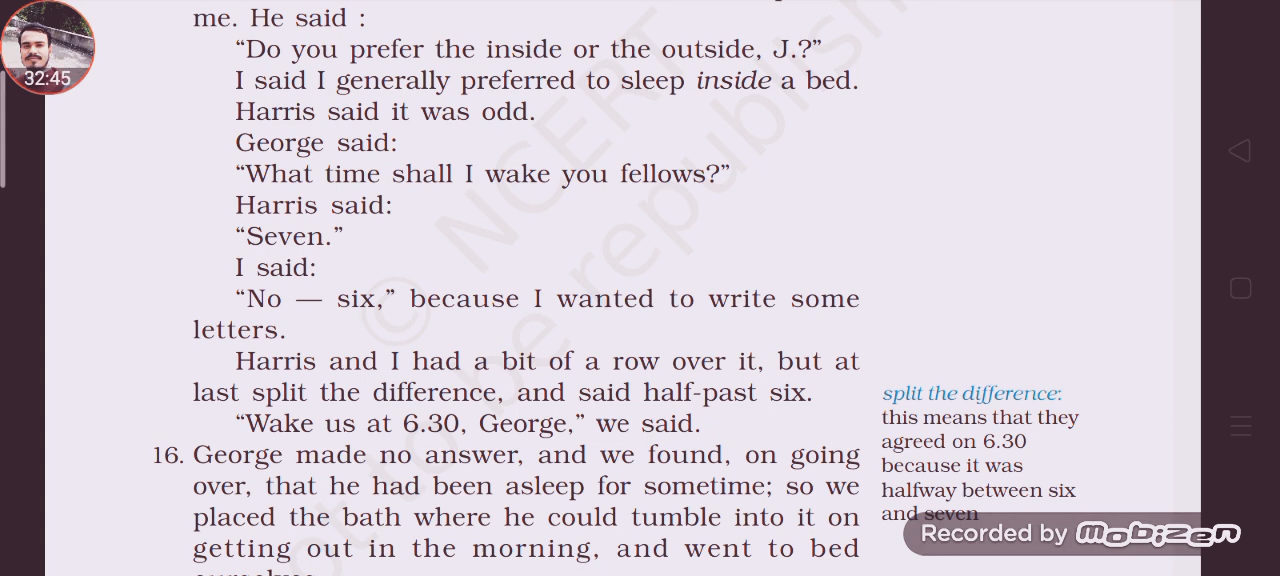 me. He said :
32:45
“Do you prefer the inside or the outside, J.?”
I said I generally preferred to sleep inside a bed.
Harris said it was odd.
George said:
“What time shall I wake you fellows?”
Harris said:
“Seven.”
I said:
“No — six,” because I wanted to write some
letters.
Harris and I had a bit of a row over it, but at
last split the difference, and said half-past six.
“Wake us at 6.30, George,” we said.
16. George made no answer, and we found, on going
over, that he had been asleep for sometime; so we
placed the bath where he could tumble into it on
getting out in the morning, and went to bed
ourselves.
split the difference:
this means that they
agreed on 6.30
because it was
halfway between six
and seven
Recorded by mobizen
© NCERT
not to be republish